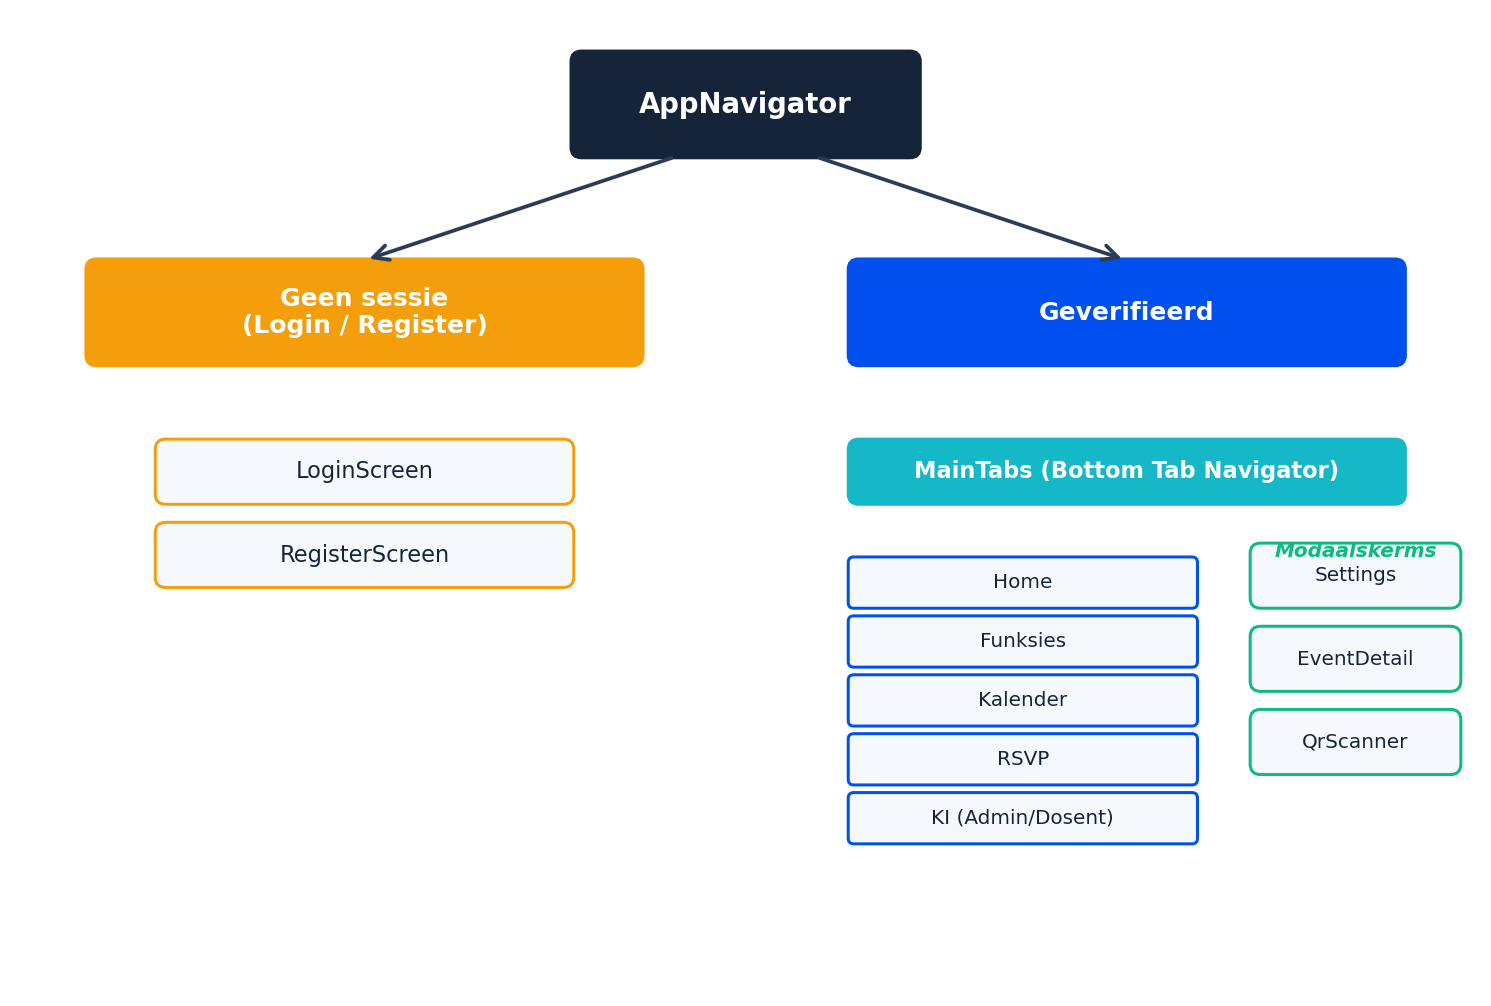 AppNavigator
Geen sessie
(Login / Register)
Geverifieerd
LoginScreen
RegisterScreen
MainTabs (Bottom Tab Navigator)
Home
Funksies
Kalender
RSVP
KI (Admin/Dosent)
Modaalskerms
Settings
EventDetail
QrScanner